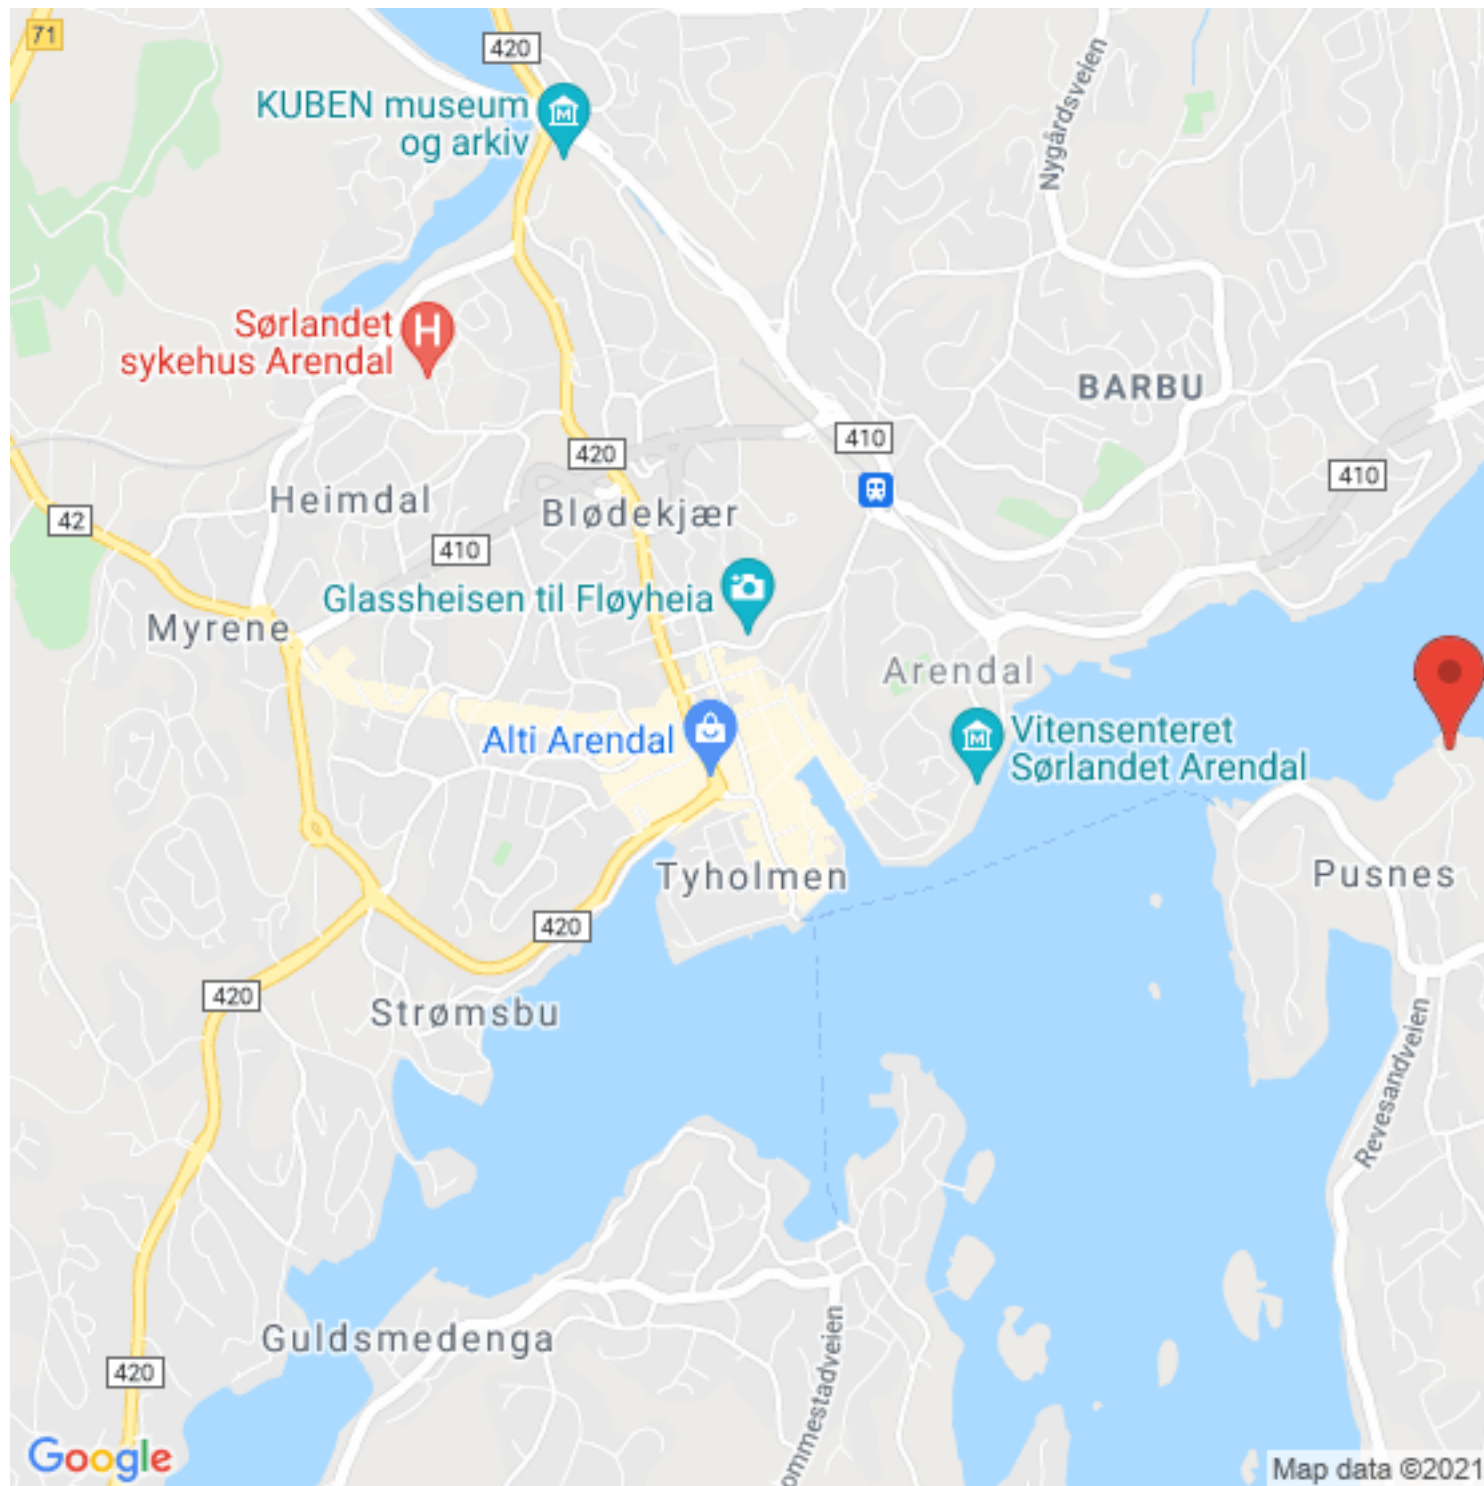 71
420
KUBEN museum
og arkiv
Nygårdsveien
Sørlandet
sykehus Arendal
BARBU
410
420
410
Heimdal
Blødekjær
42
410
Glassheisen til Fløyheia
Myrene
Arendal
Alti Arendal
Vitensenteret
Sørlandet Arendal
Tyholmen
Pusnes
420
420
Strømsbu
Revesandveien
Guldsmedenga
ommestadveien
420
Google
Map data ©2021